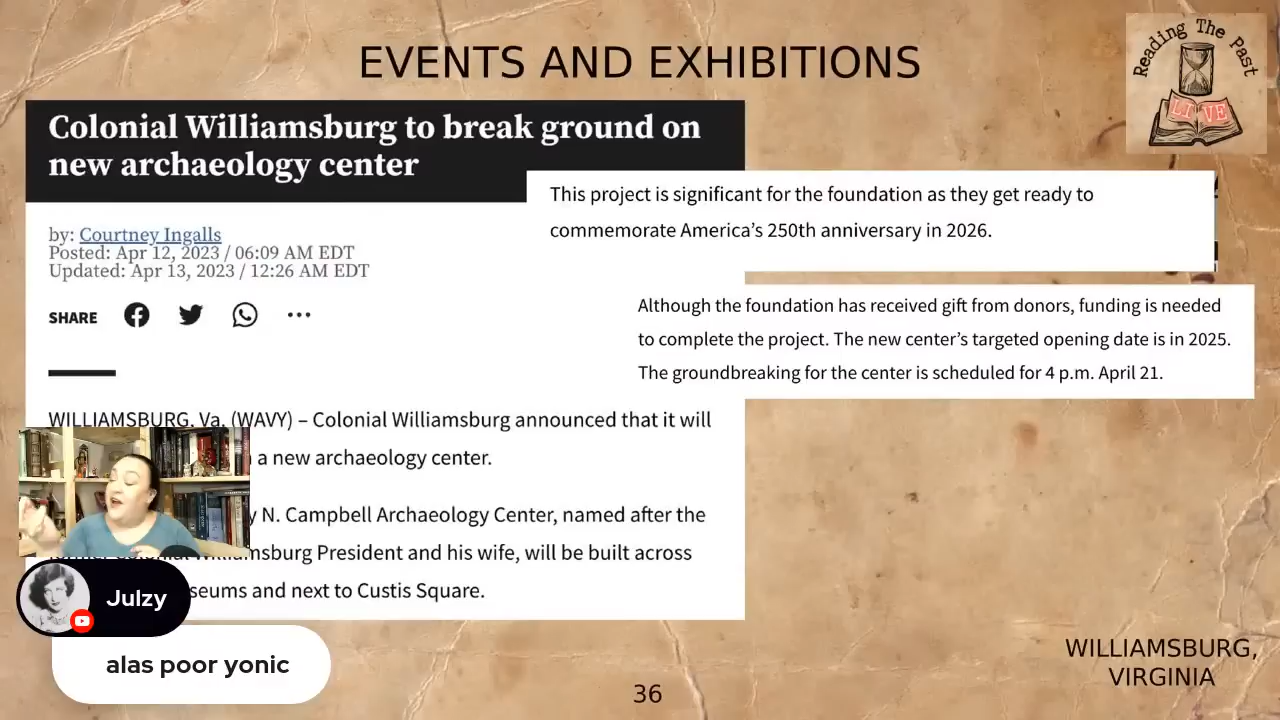 EVENTS AND EXHIBITIONS
Reading The Past
LIVE
Colonial Williamsburg to break ground on
new archaeology center
by: Courtney Ingalls
Posted: Apr 12, 2023 / 06:09 AM EDT
Updated: Apr 13, 2023 / 12:26 AM EDT
SHARE
This project is significant for the foundation as they get ready to
commemorate America's 250th anniversary in 2026.
Although the foundation has received gift from donors, funding is needed
to complete the project. The new center's targeted opening date is in 2025.
The groundbreaking for the center is scheduled for 4 p.m. April 21.
WILLIAMSBURG, Va. (WAVY) – Colonial Williamsburg announced that it will
a new archaeology center.
N. Campbell Archaeology Center, named after the
President and his wife, will be built across
and next to Custis Square.
Julzy
alas poor yonic
36
WILLIAMSBURG,
VIRGINIA